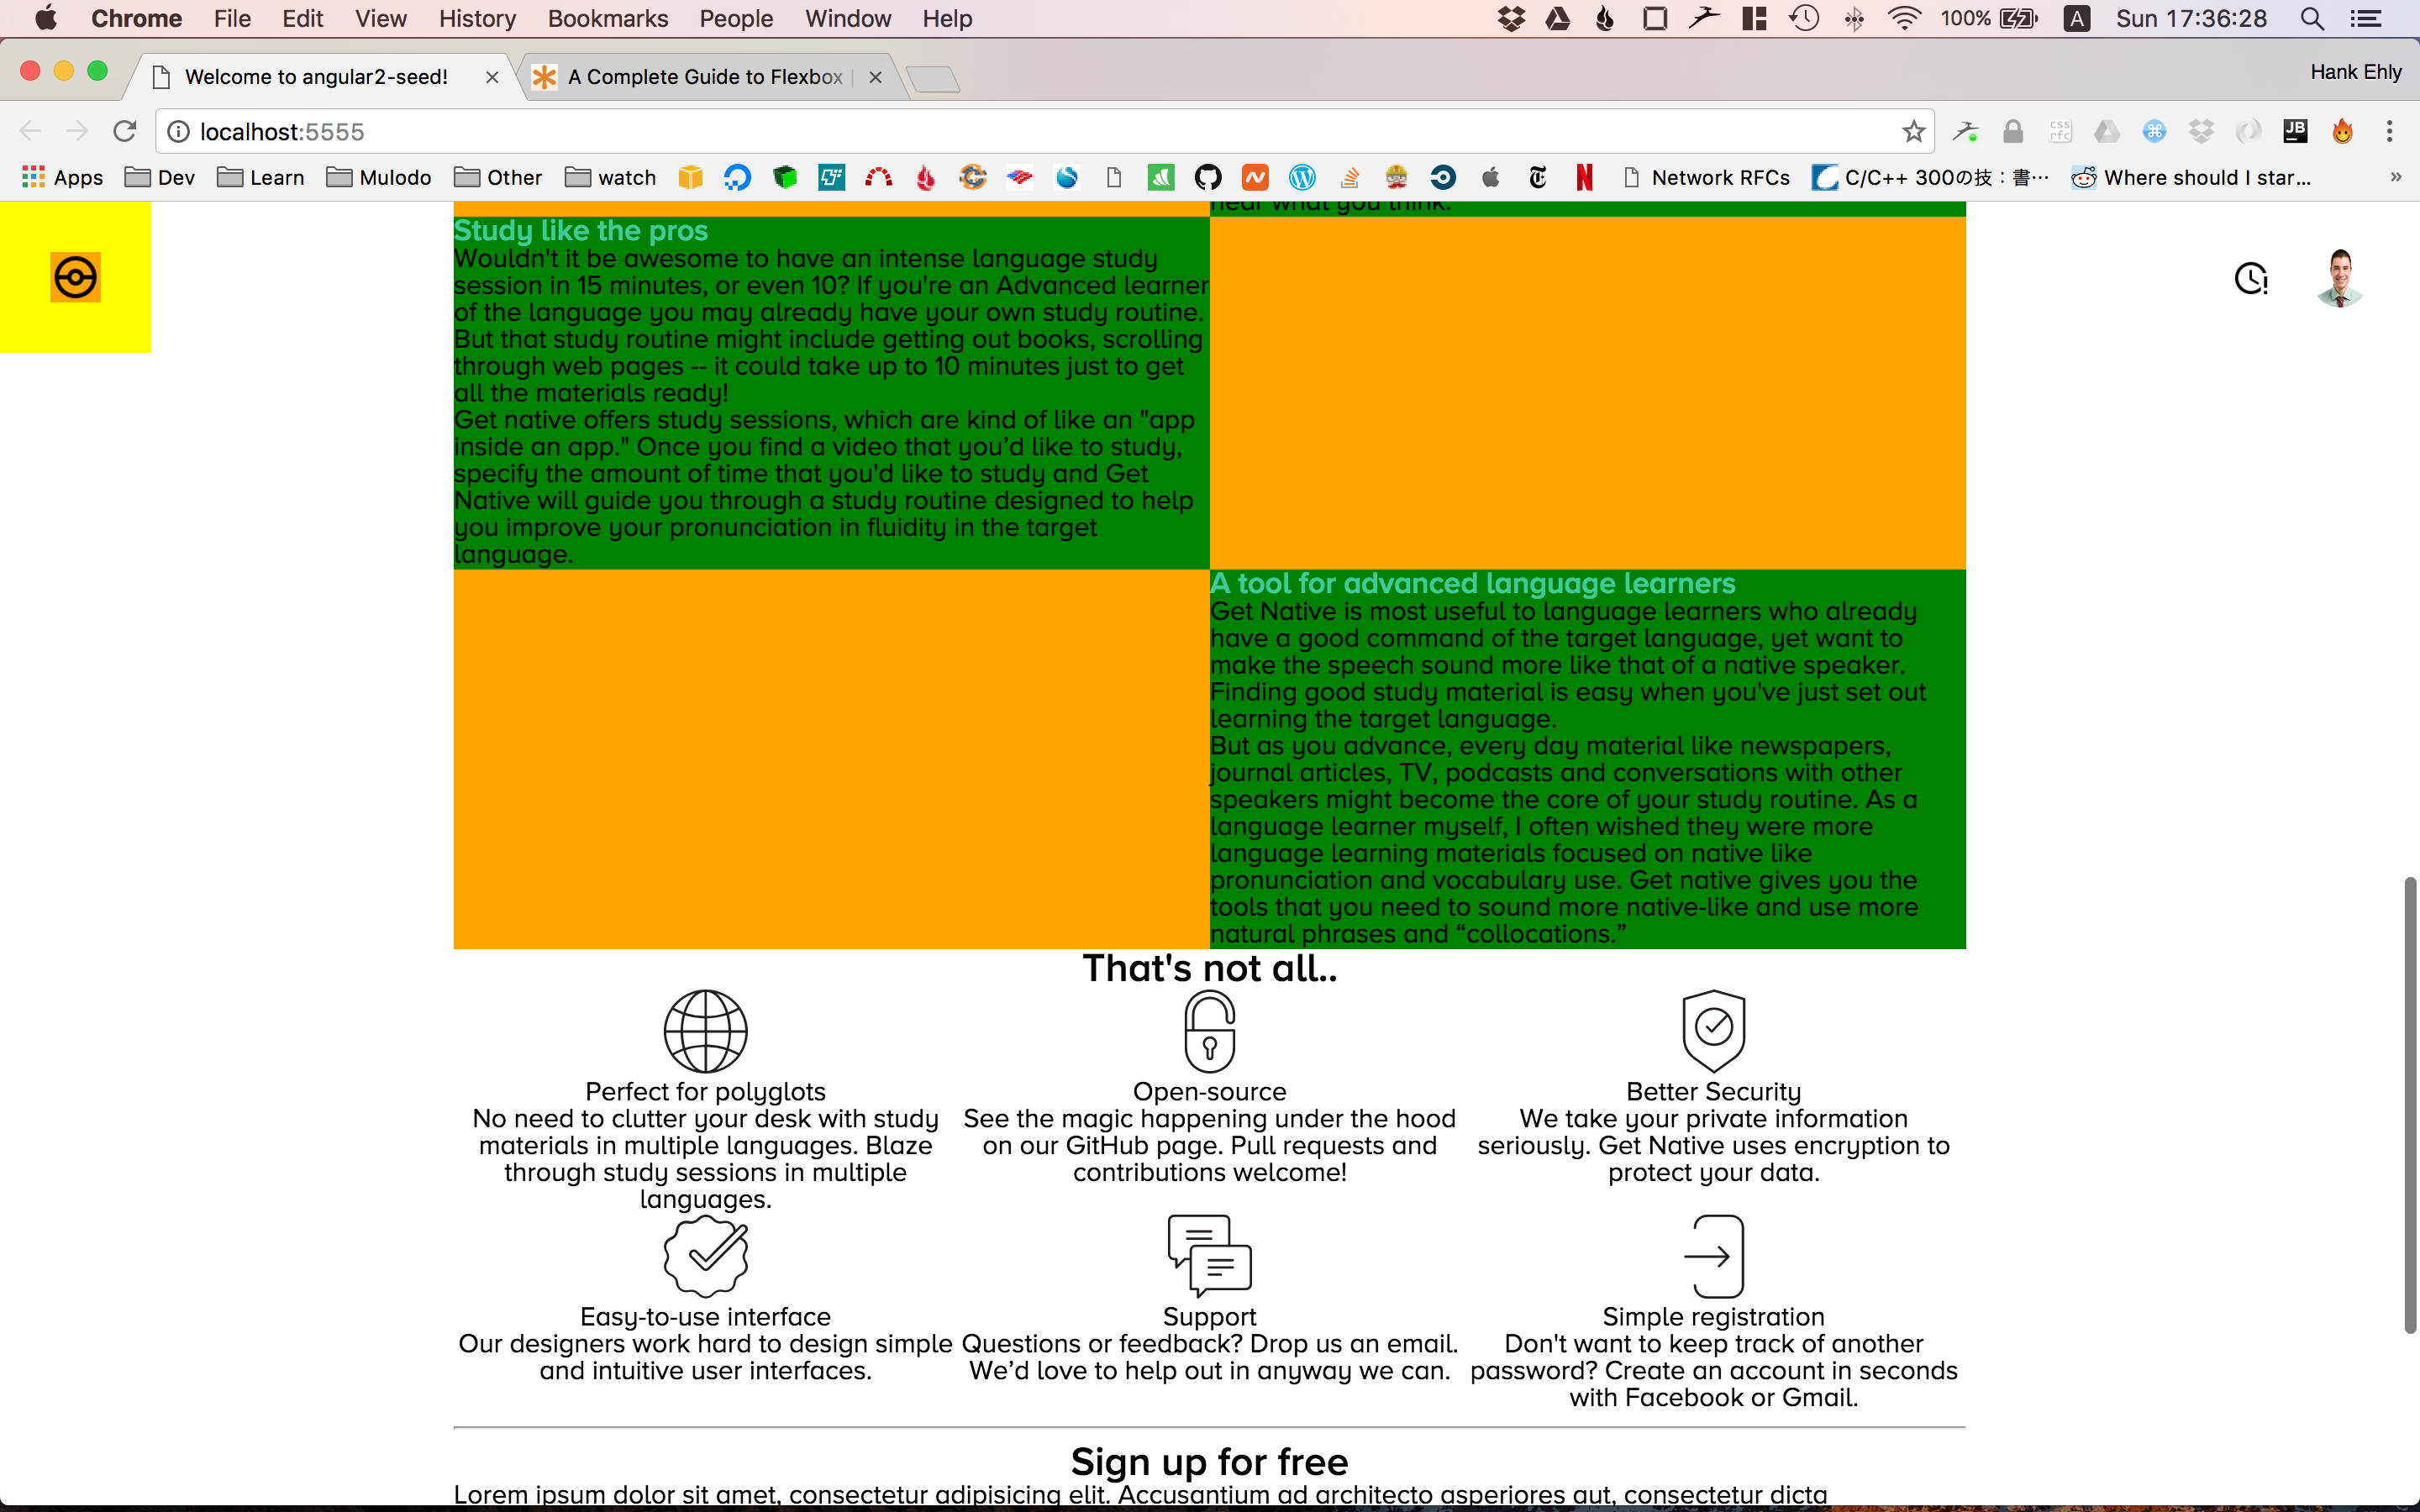 Chrome File Edit View History Bookmarks People Window Help 100% A Sun 17:36:28
Welcome to angular2-seed! A Complete Guide to Flexbox Hank Ehly
localhost:5555 css rfc JB
Apps Dev Learn Mulodo Other watch Network RFCs C/C++ 300の技：書… Where should I star...
hear what you think.
Study like the pros
Wouldn't it be awesome to have an intense language study
session in 15 minutes, or even 10? If you're an Advanced learner
of the language you may already have your own study routine.
But that study routine might include getting out books, scrolling
through web pages -- it could take up to 10 minutes just to get
all the materials ready!
Get native offers study sessions, which are kind of like an "app
inside an app." Once you find a video that you’d like to study,
specify the amount of time that you'd like to study and Get
Native will guide you through a study routine designed to help
you improve your pronunciation in fluidity in the target
language.
A tool for advanced language learners
Get Native is most useful to language learners who already
have a good command of the target language, yet want to
make the speech sound more like that of a native speaker.
Finding good study material is easy when you've just set out
learning the target language.
But as you advance, every day material like newspapers,
journal articles, TV, podcasts and conversations with other
speakers might become the core of your study routine. As a
language learner myself, I often wished they were more
language learning materials focused on native like
pronunciation and vocabulary use. Get native gives you the
tools that you need to sound more native-like and use more
natural phrases and “collocations.”
That's not all..
Perfect for polyglots
No need to clutter your desk with study
materials in multiple languages. Blaze
through study sessions in multiple
languages.
Open-source
See the magic happening under the hood
on our GitHub page. Pull requests and
contributions welcome!
Better Security
We take your private information
seriously. Get Native uses encryption to
protect your data.
Easy-to-use interface
Our designers work hard to design simple
and intuitive user interfaces.
Support
Questions or feedback? Drop us an email.
We’d love to help out in anyway we can.
Simple registration
Don't want to keep track of another
password? Create an account in seconds
with Facebook or Gmail.
Sign up for free
Lorem ipsum dolor sit amet, consectetur adipisicing elit. Accusantium ad architecto asperiores aut, consectetur dicta